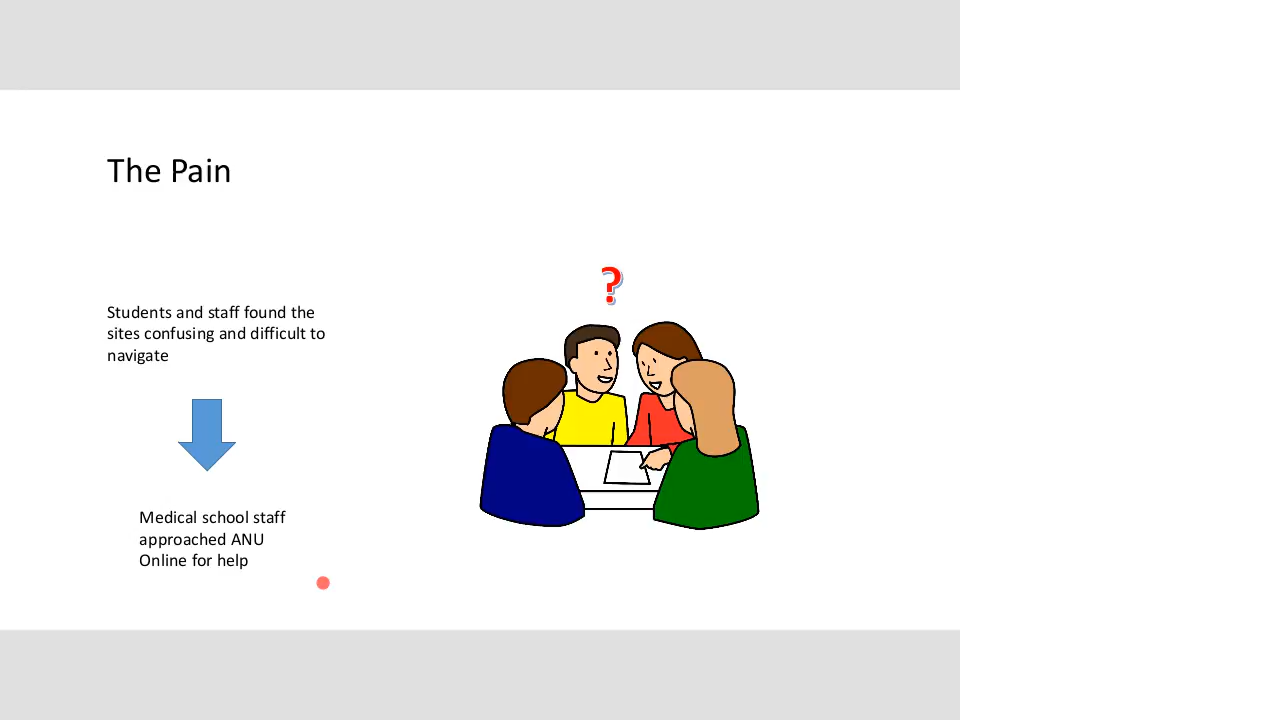 The Pain
?
Students and staff found the
sites confusing and difficult to
navigate
Medical school staff
approached ANU
Online for help